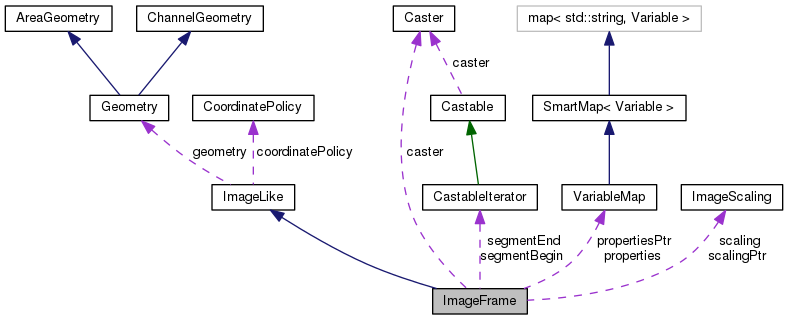 AreaGeometry
ChannelGeometry
Caster
map< std::string, Variable >
caster
Geometry
CoordinatePolicy
Castable
SmartMap< Variable >
geometry
coordinatePolicy
caster
ImageLike
CastableIterator
VariableMap
ImageScaling
segmentEnd
segmentBegin
propertiesPtr
properties
scaling
scalingPtr
ImageFrame